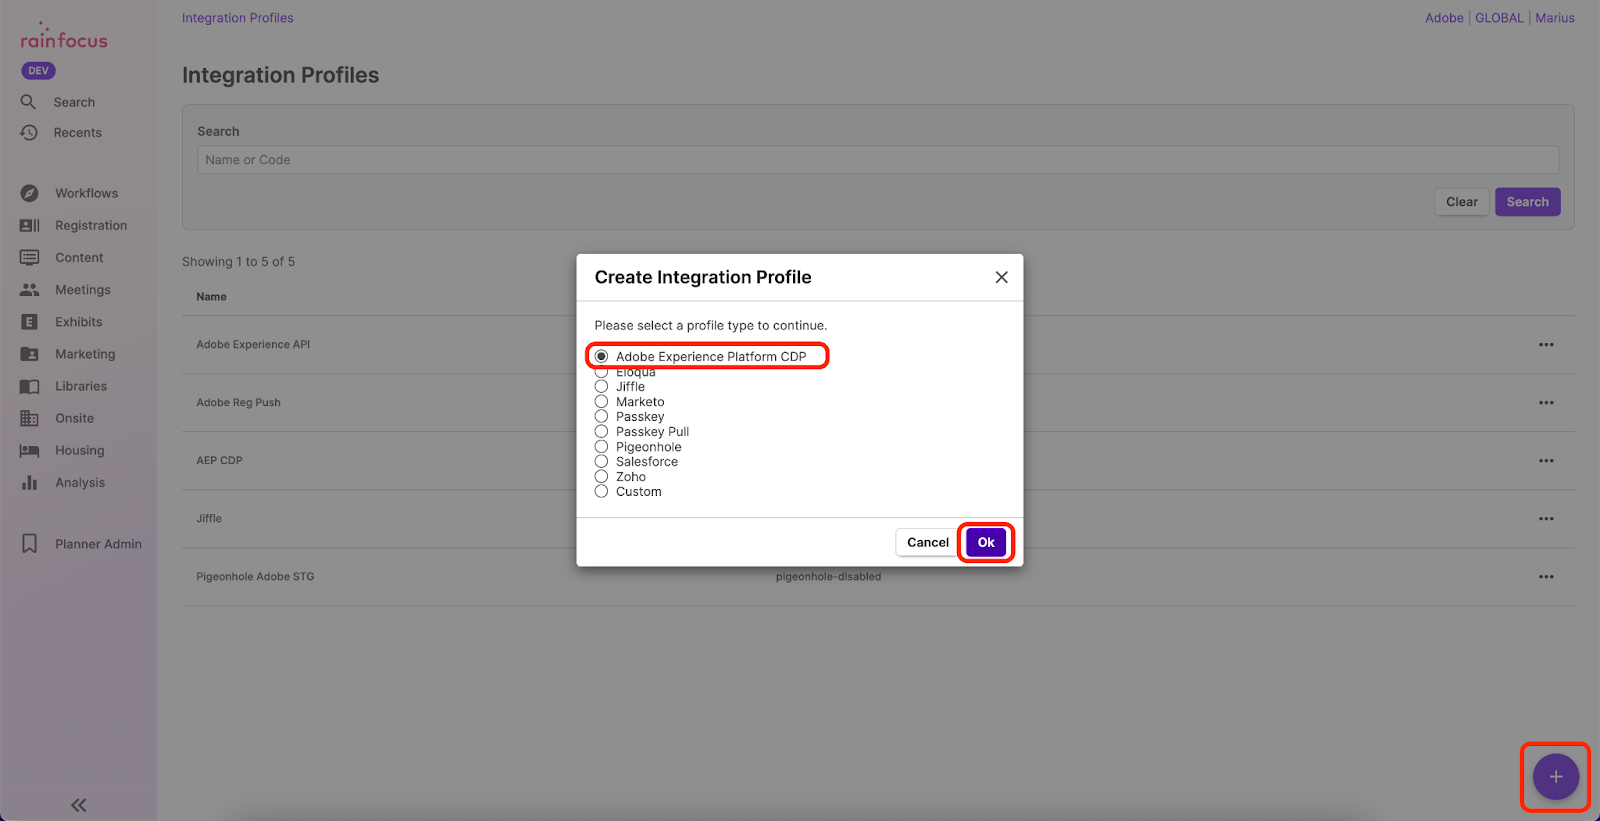 rainfocus
DEV
Search
Recents
Workflows
Registration
Content
Meetings
E Exhibits
Marketing
Libraries
Onsite
Housing
Analysis
Planner Admin
Integration Profiles
Adobe | GLOBAL | Marius
Integration Profiles
Search
Name or Code
Clear Search
Showing 1 to 5 of 5
Name
Adobe Experience API
Adobe Reg Push
AEP CDP
Jiffle
Pigeonhole Adobe STG pigeonhole-disabled
Create Integration Profile
Please select a profile type to continue.
Adobe Experience Platform CDP
Eloqua
Jiffle
Marketo
Passkey
Passkey Pull
Pigeonhole
Salesforce
Zoho
Custom
Cancel Ok